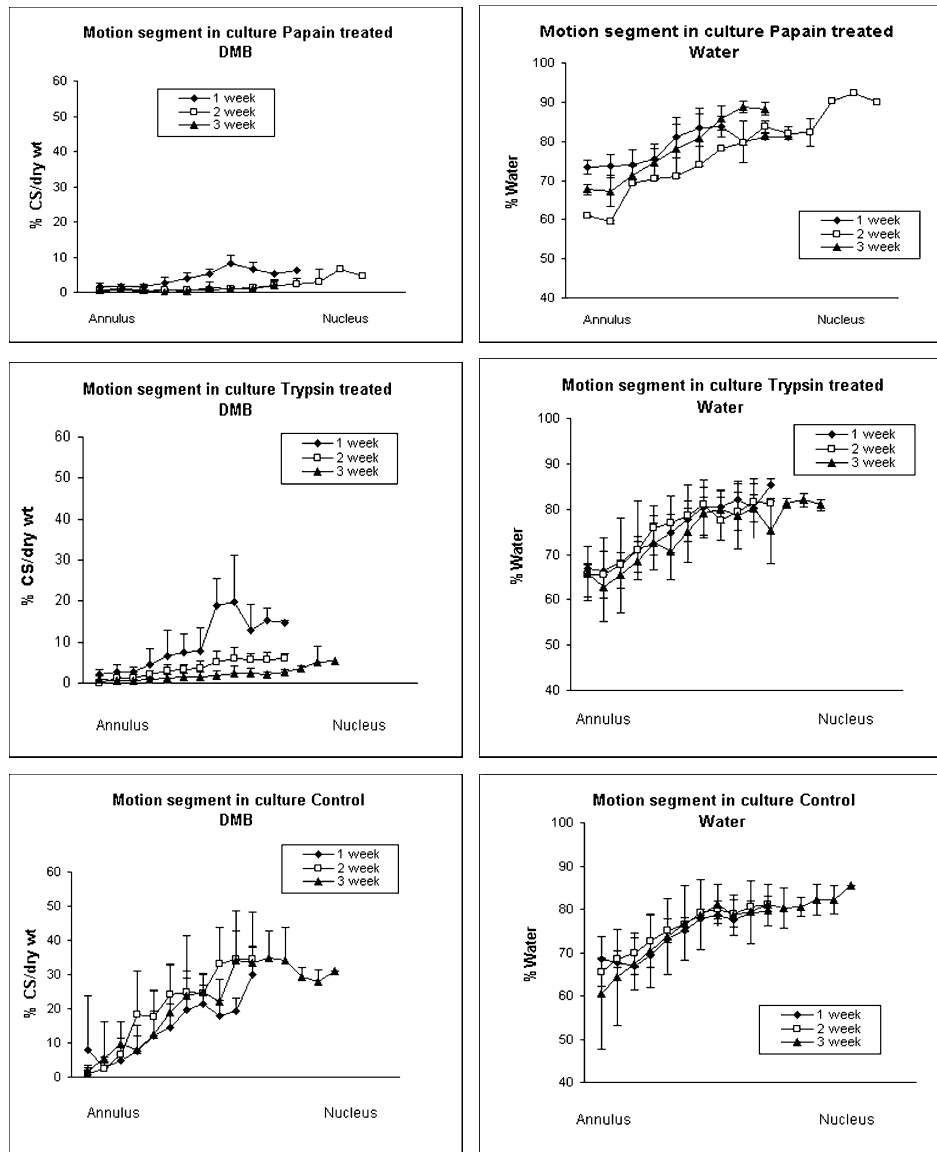 Motion segment in culture Papain treated
DMB
60
50
40
30
20
10
0
% CS/dry wt
1 week
2 week
3 week
Annulus
Nucleus
Motion segment in culture Papain treated
Water
100
90
80
70
60
50
40
% Water
1 week
2 week
3 week
Annulus
Nucleus
Motion segment in culture Trypsin treated
DMB
60
50
40
30
20
10
0
% CS/dry wt
1 week
2 week
3 week
Annulus
Nucleus
Motion segment in culture Trypsin treated
Water
100
90
80
70
60
50
40
% Water
1 week
2 week
3 week
Annulus
Nucleus
Motion segment in culture Control
DMB
60
50
40
30
20
10
0
% CS/dry wt
1 week
2 week
3 week
Annulus
Nucleus
Motion segment in culture Control
Water
100
90
80
70
60
50
40
% Water
1 week
2 week
3 week
Annulus
Nucleus